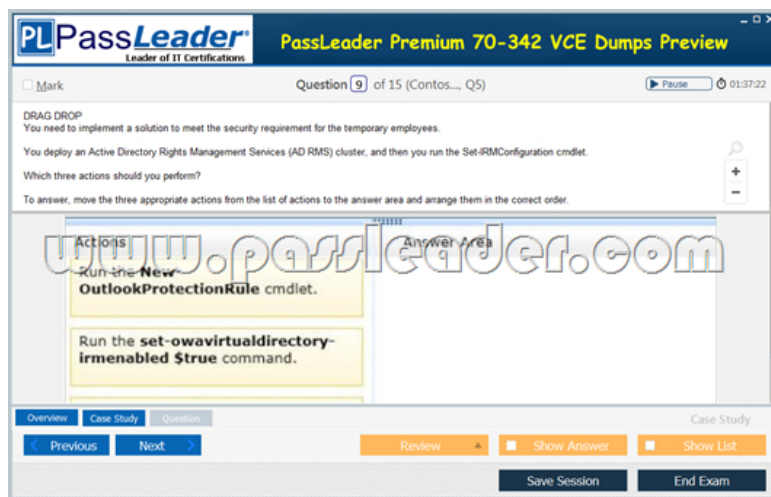 PL PassLeader®
Leader of IT Certifications
PassLeader Premium 70-342 VCE Dumps Preview
Mark
Question 9 of 15 (Contos..., Q5)
Pause
01:37:22
DRAG DROP
You need to implement a solution to meet the security requirement for the temporary employees.
You deploy an Active Directory Rights Management Services (AD RMS) cluster, and then you run the Set-IRMConfiguration cmdlet.
Which three actions should you perform?
To answer, move the three appropriate actions from the list of actions to the answer area and arrange them in the correct order.
Actions
Answer Area
www.passleader.com
Run the New-
OutlookProtectionRule cmdlet.
Run the set-owavirtualdirectory-
irmenabled $true command.
Overview
Case Study
Question
Case Study
Previous
Next
Review
Show Answer
Show List
Save Session
End Exam